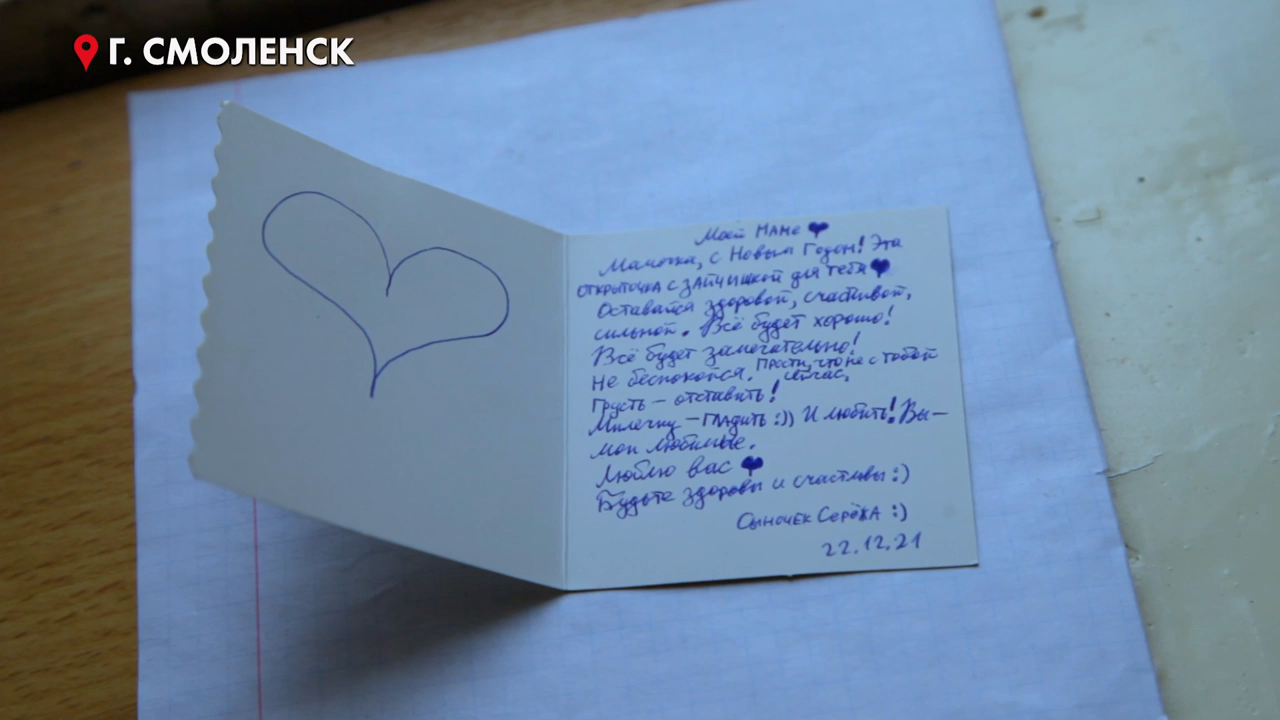 Г. СМОЛЕНСК
Моей МАМЕ ♥
Мамочка, с Новым Годом! Эта
ОТКРЫТОЧКА С ЗАЙЧИШКОЙ для тебя ♥
Оставайся здоровой, счастливой,
сильной. Всё будет хорошо!
Всё будет замечательно!
Не беспокойся. Прости, что не с тобой
сейчас,
Грусть — отставить!
Милечку — ГЛАдить :)) И любить! Вы —
мои любимые.
Люблю вас ♥
Будьте здоровы и счастливы :)
Сыночек Серёжа :)
22.12.21